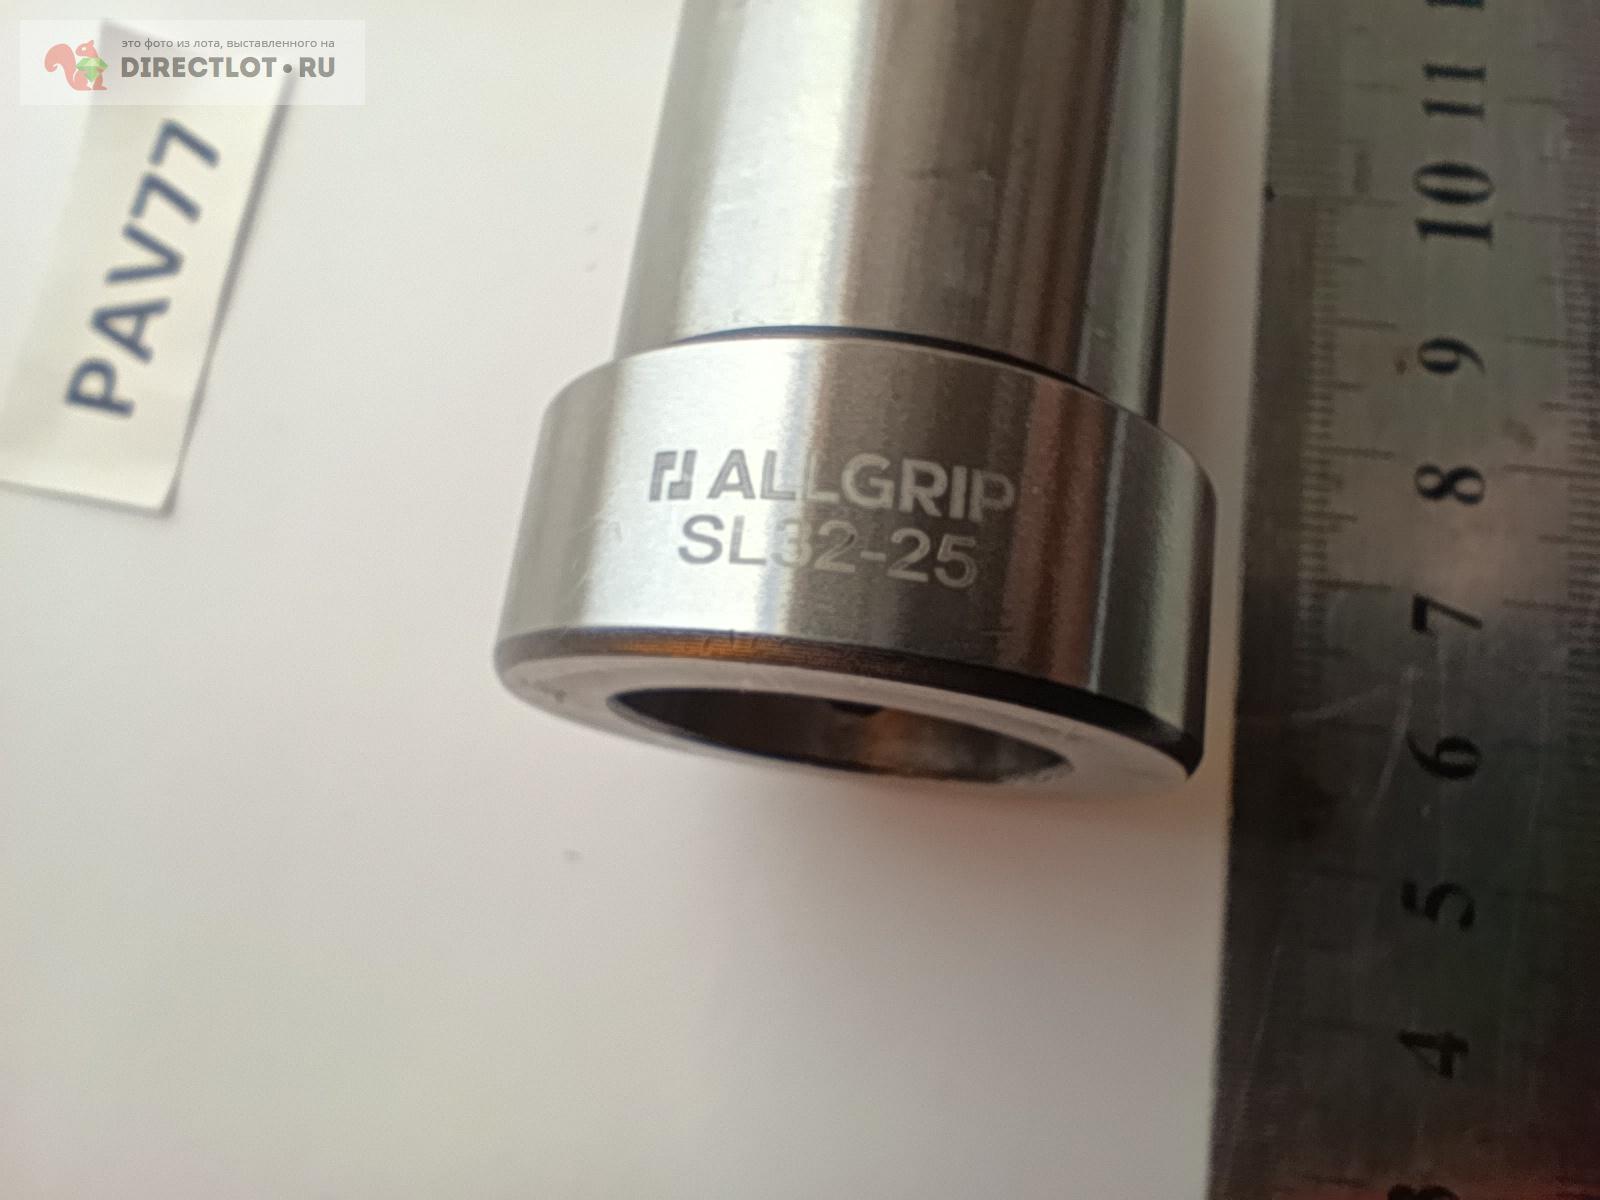 это фото из лота, выставленного на
DIRECTLOT•RU
PAV77
ALLGRIP
SL32-25
11
10
9
8
7
6
5
4